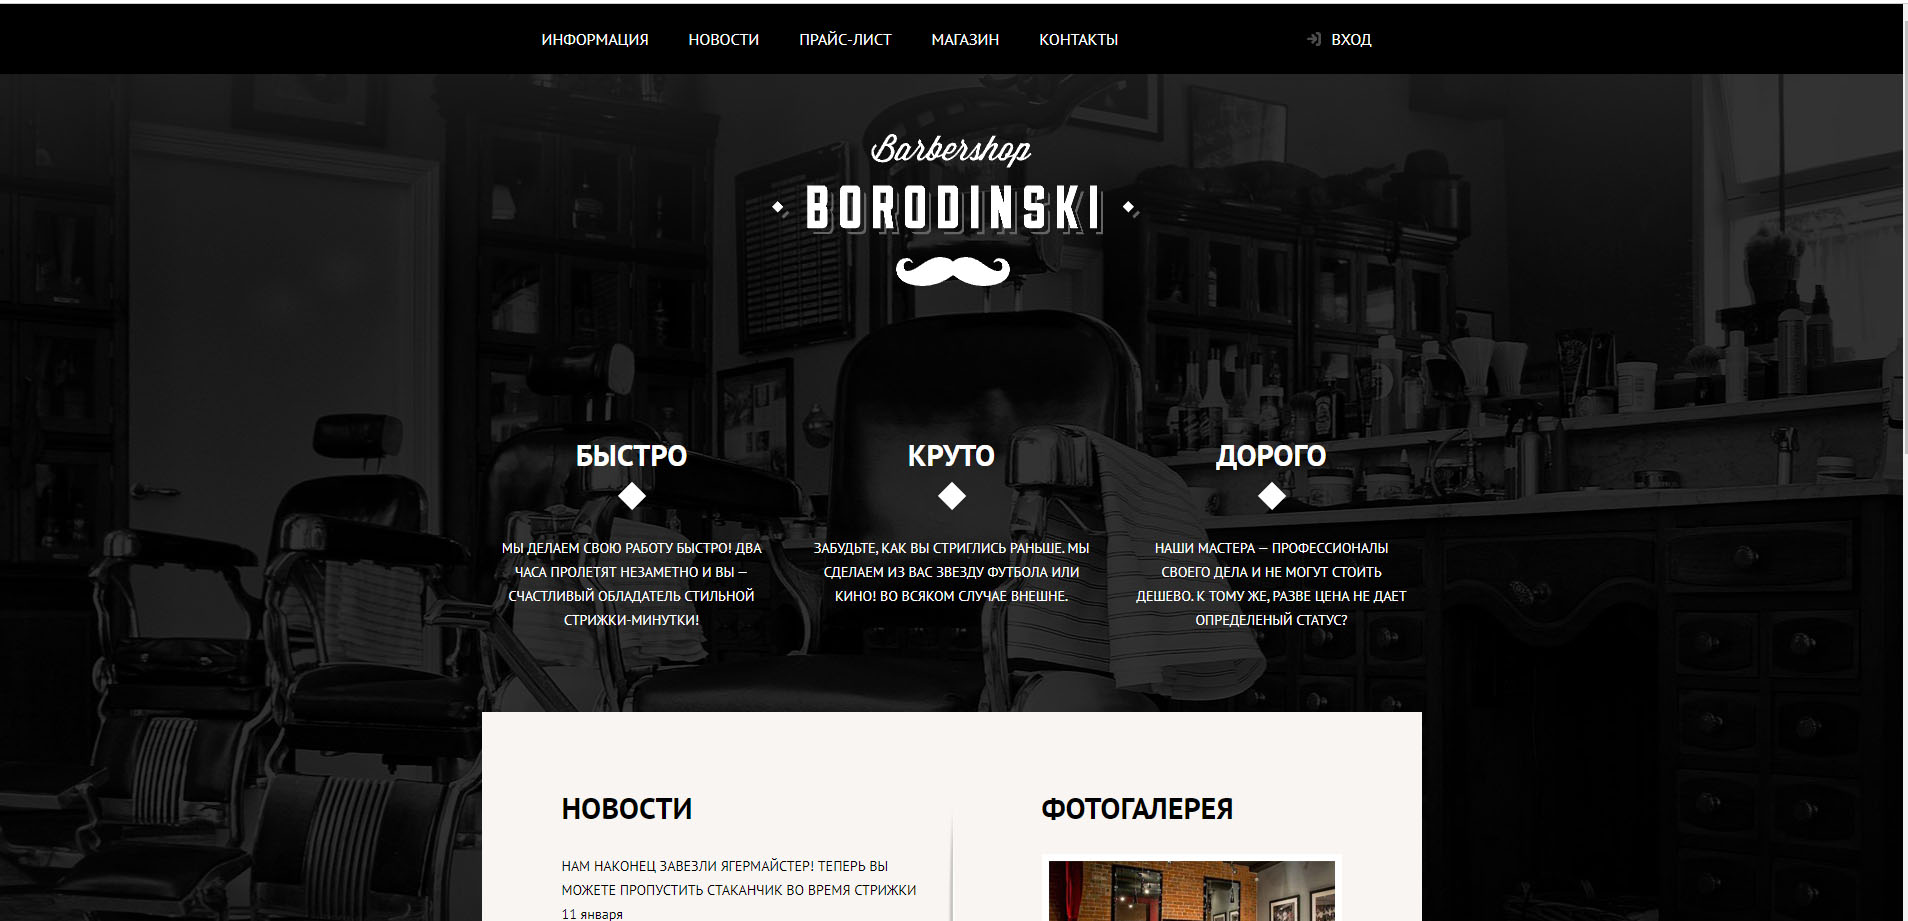 ИНФОРМАЦИЯ НОВОСТИ ПРАЙС-ЛИСТ МАГАЗИН КОНТАКТЫ ВХОД
Barbershop
BORODINSKI
БЫСТРО
МЫ ДЕЛАЕМ СВОЮ РАБОТУ БЫСТРО! ДВА
ЧАСА ПРОЛЕТЯТ НЕЗАМЕТНО И ВЫ —
СЧАСТЛИВЫЙ ОБЛАДАТЕЛЬ СТИЛЬНОЙ
СТРИЖКИ-МИНУТКИ!
КРУТО
ЗАБУДЬТЕ, КАК ВЫ СТРИГЛИСЬ РАНЬШЕ. МЫ
СДЕЛАЕМ ИЗ ВАС ЗВЕЗДУ ФУТБОЛА ИЛИ
КИНО! ВО ВСЯКОМ СЛУЧАЕ ВНЕШНЕ.
ДОРОГО
НАШИ МАСТЕРА — ПРОФЕССИОНАЛЫ
СВОЕГО ДЕЛА И НЕ МОГУТ СТОИТЬ
ДЕШЕВО. К ТОМУ ЖЕ, РАЗВЕ ЦЕНА НЕ ДАЕТ
ОПРЕДЕЛЕНЫЙ СТАТУС?
НОВОСТИ
НАМ НАКОНЕЦ ЗАВЕЗЛИ ЯГЕРМАЙСТЕР! ТЕПЕРЬ ВЫ
МОЖЕТЕ ПРОПУСТИТЬ СТАКАНЧИК ВО ВРЕМЯ СТРИЖКИ
11 января
ФОТОГАЛЕРЕЯ